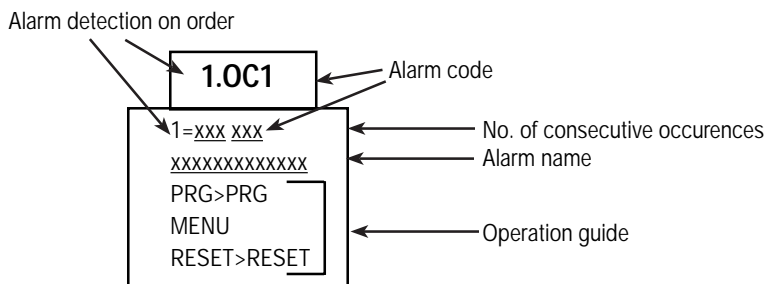 Alarm detection on order
1.OC1
Alarm code
1=xxx xxx
No. of consecutive occurences
xxxxxxxxxxxxx
Alarm name
PRG>PRG
MENU
Operation guide
RESET>RESET